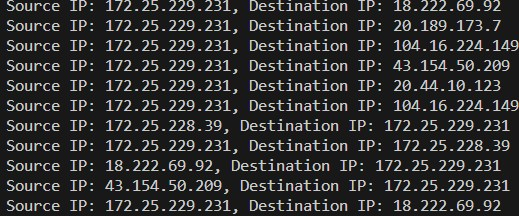 Source IP: 172.25.229.231, Destination IP: 18.222.69.92
Source IP: 172.25.229.231, Destination IP: 20.189.173.7
Source IP: 172.25.229.231, Destination IP: 104.16.224.149
Source IP: 172.25.229.231, Destination IP: 43.154.50.209
Source IP: 172.25.229.231, Destination IP: 20.44.10.123
Source IP: 172.25.229.231, Destination IP: 104.16.224.149
Source IP: 172.25.228.39, Destination IP: 172.25.229.231
Source IP: 172.25.229.231, Destination IP: 172.25.228.39
Source IP: 18.222.69.92, Destination IP: 172.25.229.231
Source IP: 43.154.50.209, Destination IP: 172.25.229.231
Source IP: 172.25.229.231, Destination IP: 18.222.69.92